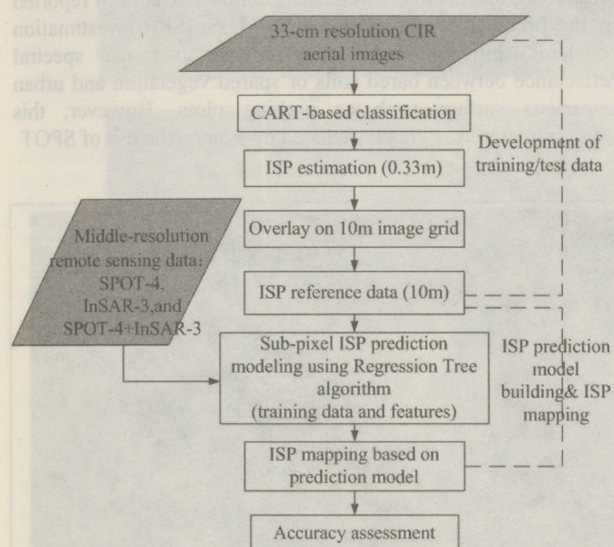 33-cm resolution CIR
aerial images
CART-based classification
Development of
training/test data
ISP estimation (0.33m)
Overlay on 10m image grid
Middle-resolution
remote sensing data:
SPOT-4,
InSAR-3,and
SPOT-4+InSAR-3
ISP reference data (10m)
Sub-pixel ISP prediction
modeling using Regression Tree
algorithm
(training data and features)
ISP prediction
model
building& ISP
mapping
ISP mapping based on
prediction model
Accuracy assessment